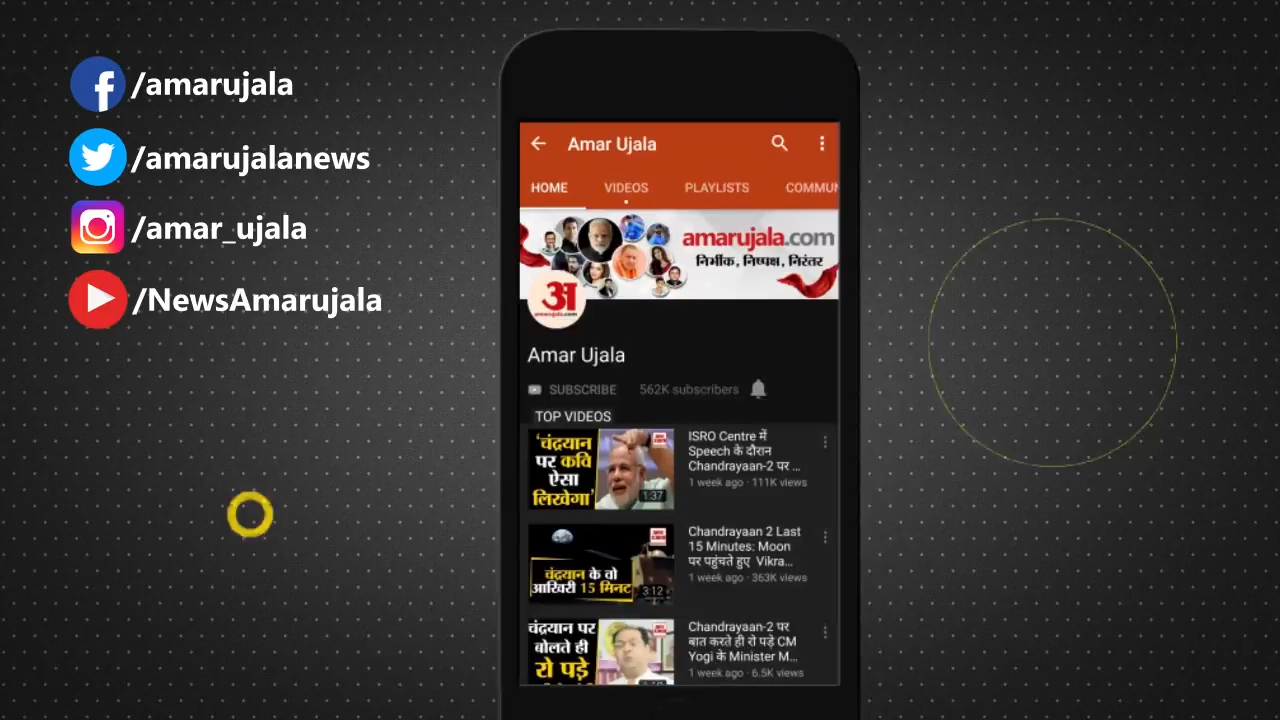 /amarujala
/amarujalanews
/amar_ujala
/NewsAmarujala
Amar Ujala
HOME VIDEOS PLAYLISTS COMMUN
amarujala.com
निर्भीक, निष्पक्ष, निरंतर
अ
amarujala.com
Amar Ujala
SUBSCRIBE 562K subscribers
TOP VIDEOS
'चंद्रयान
पर कवि
ऐसा
लिखेगा'
1:37
ISRO Centre में
Speech के दौरान
Chandrayaan-2 पर ...
1 week ago · 111K views
चंद्रयान के वो
आखिरी 15 मिनट
3:12
Chandrayaan 2 Last
15 Minutes: Moon
पर पहुंचते हुए Vikra...
1 week ago · 363K views
चंद्रयान पर
बोलते ही
रो पड़े
Chandrayaan-2 पर
बात करते ही रो पड़े CM
Yogi के Minister M...
1 week ago · 6.5K views